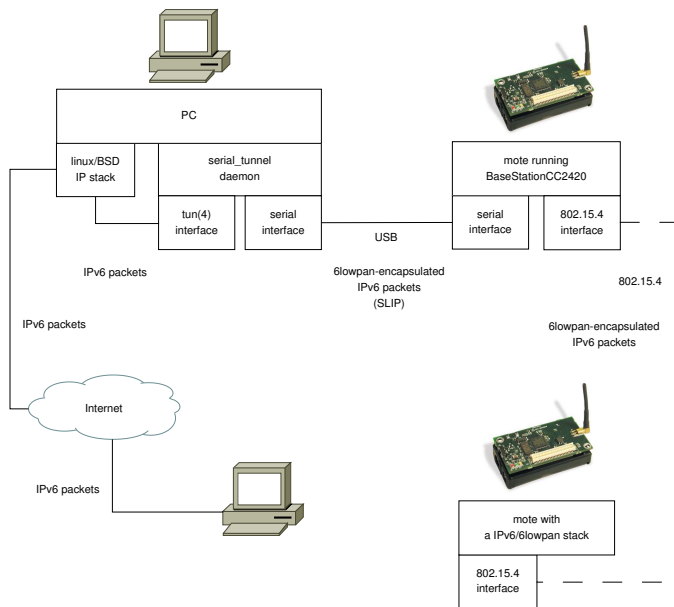 PC
linux/BSD
IP stack
serial_tunnel
daemon
tun(4)
interface
serial
interface
mote running
BaseStationCC2420
serial
interface
802.15.4
interface
USB
IPv6 packets
6lowpan-encapsulated
IPv6 packets
(SLIP)
802.15.4
IPv6 packets
6lowpan-encapsulated
IPv6 packets
Internet
IPv6 packets
mote with
a IPv6/6lowpan stack
802.15.4
interface